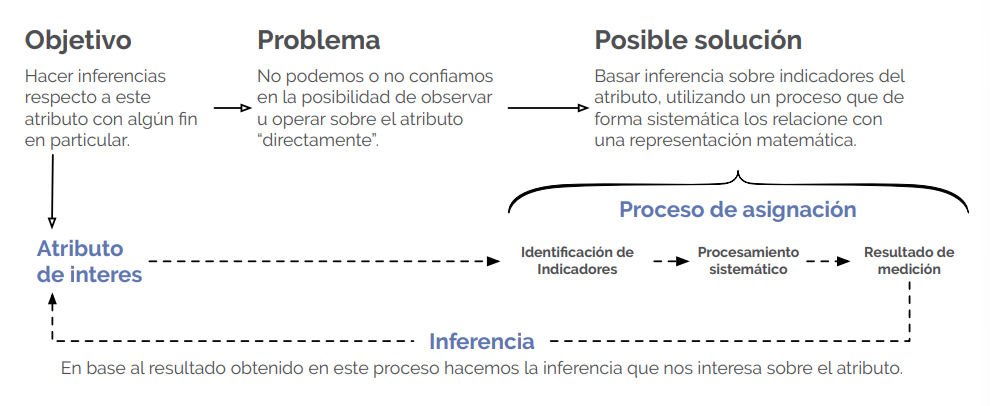 Objetivo
Hacer inferencias
respecto a este
atributo con algún fin
en particular.
Problema
No podemos o no confiamos
en la posibilidad de observar
u operar sobre el atributo
“directamente”.
Posible solución
Basar inferencia sobre indicadores del
atributo, utilizando un proceso que de
forma sistemática los relacione con
una representación matemática.
Proceso de asignación
Atributo
de interes
Identificación de
Indicadores
Procesamiento
sistemático
Resultado de
medición
Inferencia
En base al resultado obtenido en este proceso hacemos la inferencia que nos interesa sobre el atributo.